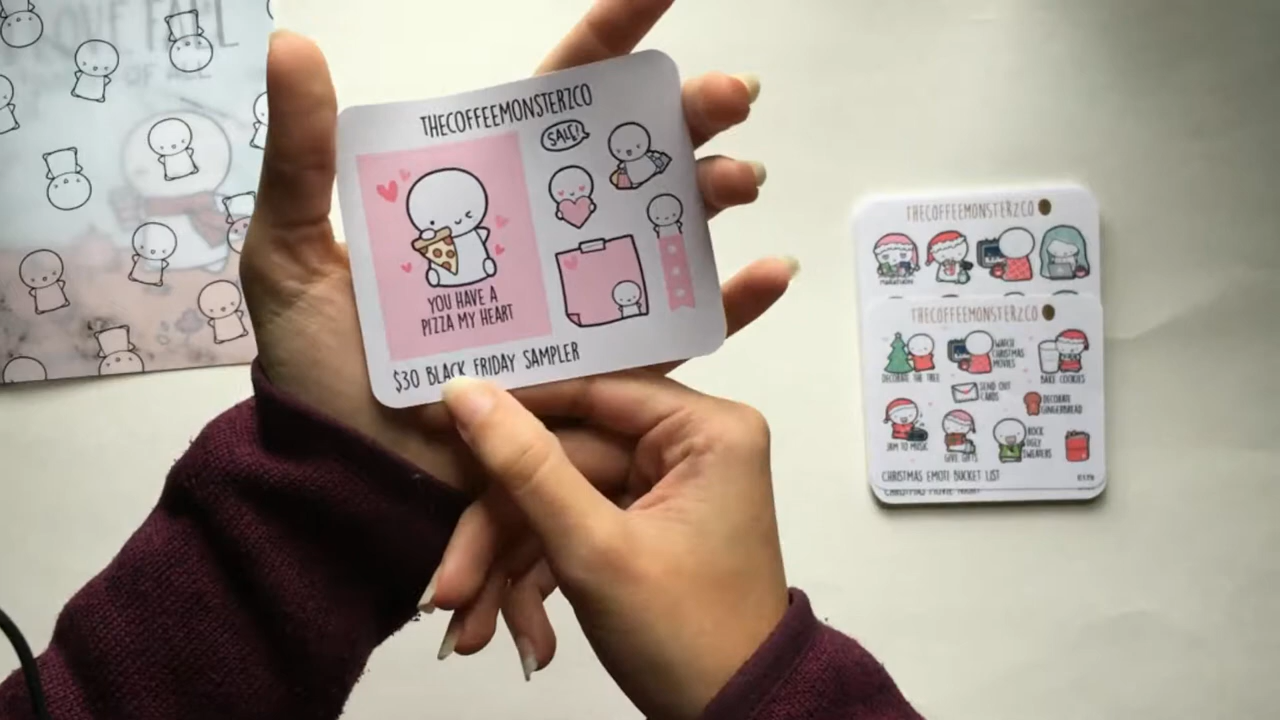 THECOFFEEMONSTERZCO
SALE!
YOU HAVE A
PIZZA MY HEART
$30 BLACK FRIDAY SAMPLER
THECOFFEEMONSTERZCO
THECOFFEEMONSTERZCO
DECORATE THE TREE
WATCH
CHRISTMAS
MOVIES
BAKE COOKIES
SEND OUT
CARDS
DECORATE
GINGERBREAD
JAM TO MUSIC
GIVE GIFTS
ROCK
UGLY
SWEATERS
CHRISTMAS EMOTI BUCKET LIST
CHRISTMAS MOVIE NIGHT